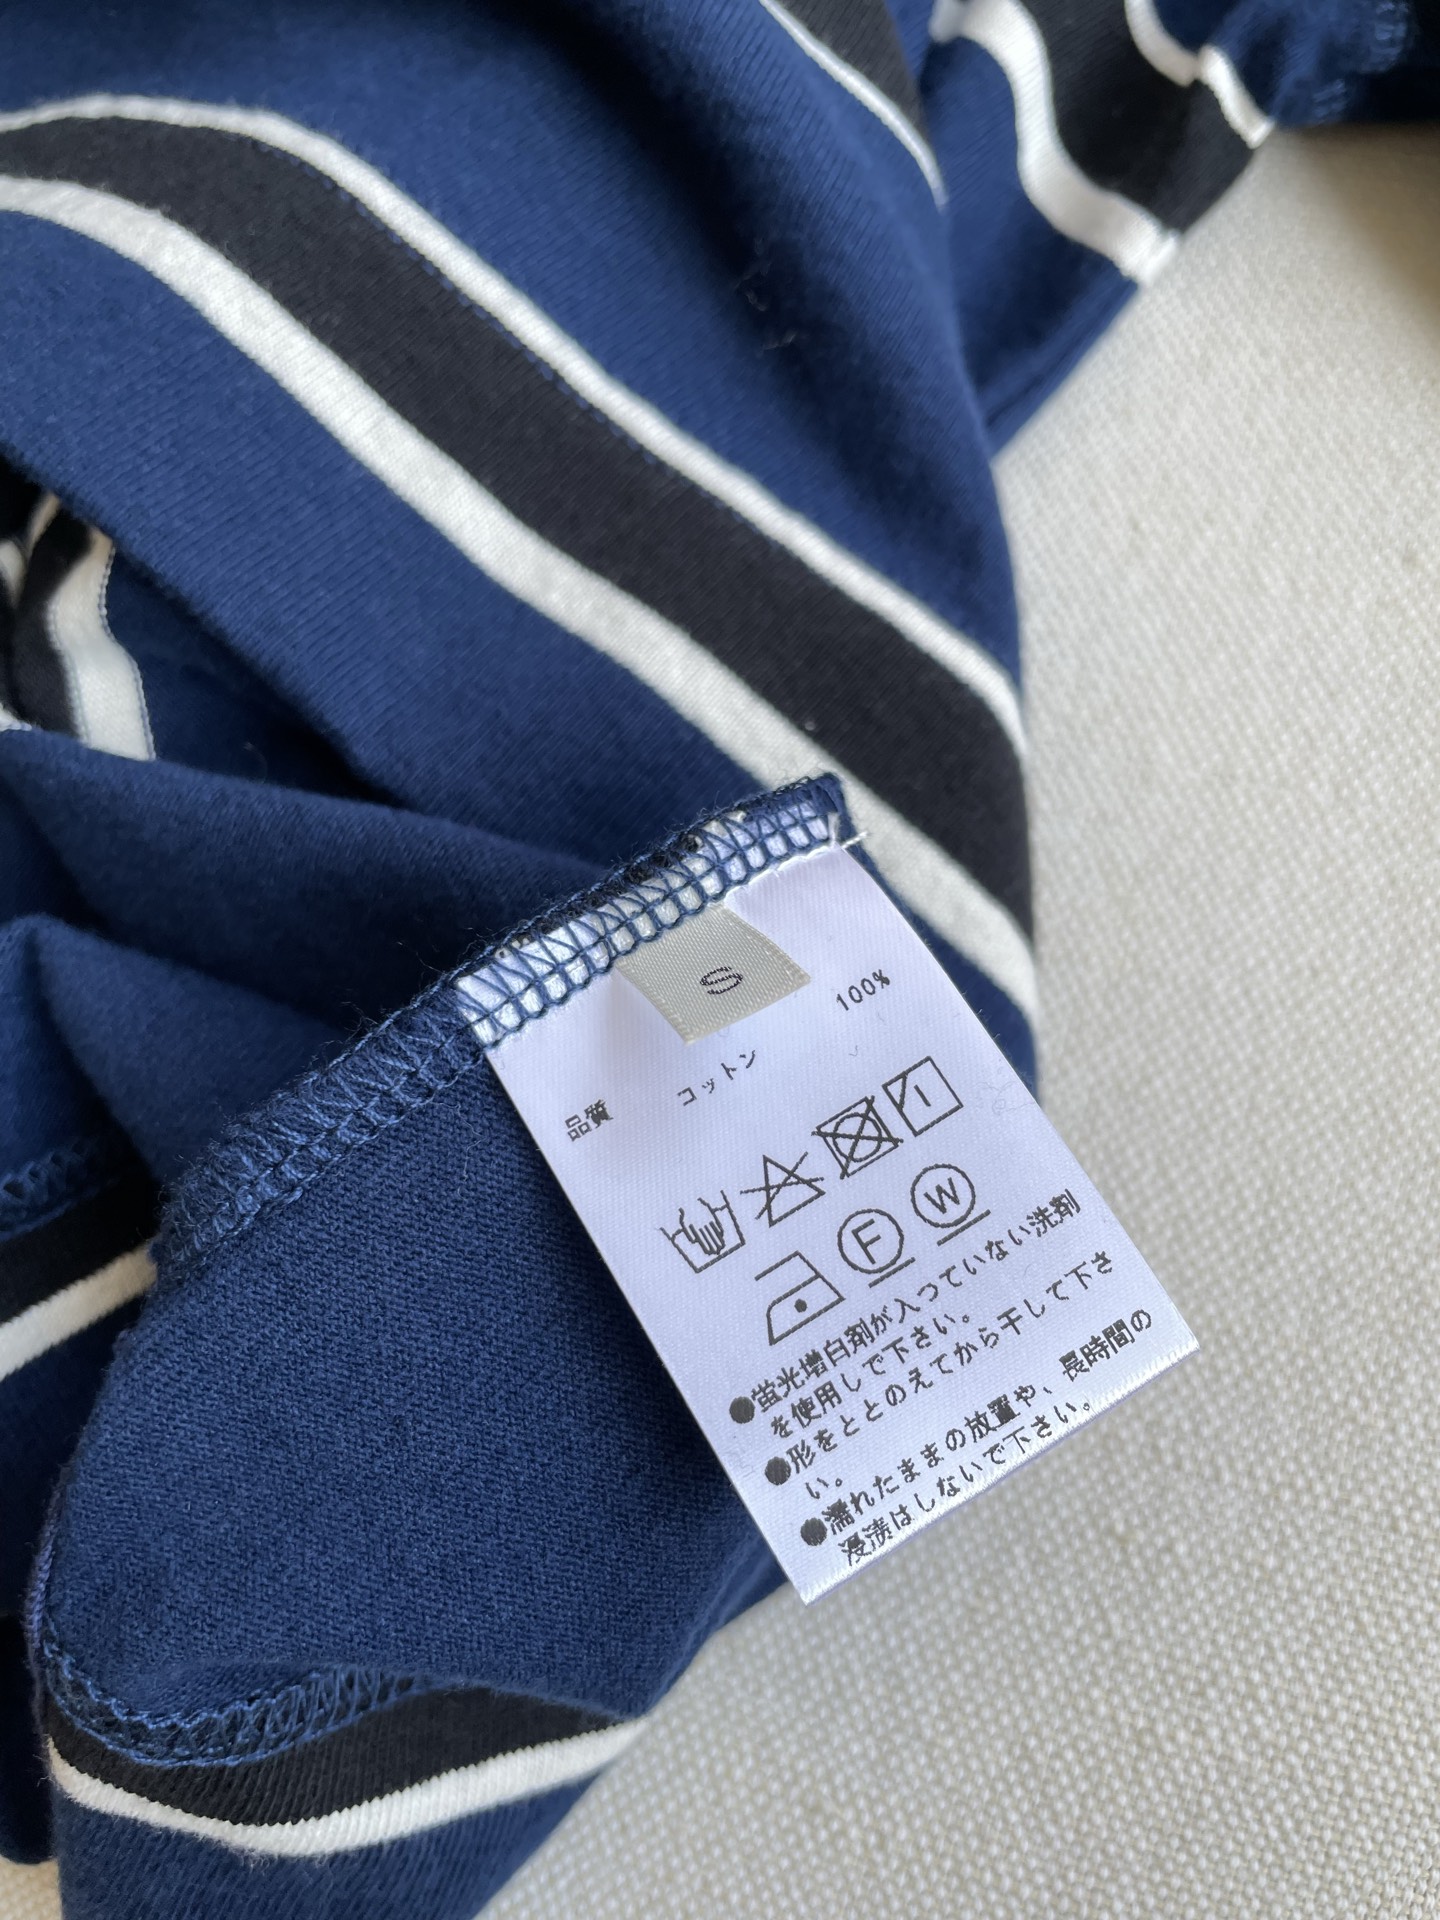 S
品質 コットン 100%
F W
●蛍光増白剤が入っていない洗剤
を使用して下さい。
●形をととのえてから干して下さ
い。
●濡れたままの放置や、長時間の
浸漬はしないで下さい。